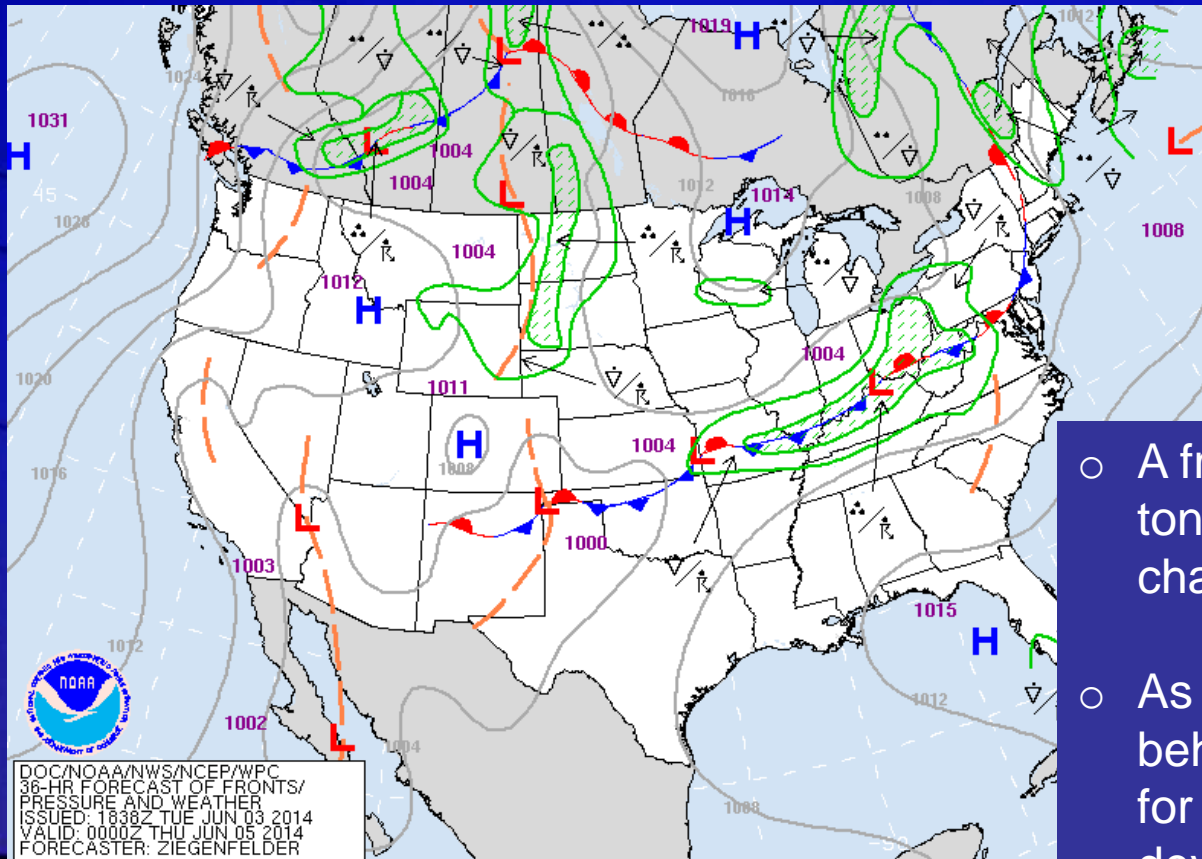 1012
1019 H
1024
L
1016
1031
H
L
1004
L
1004
1012
1014
H
1008
L
1008
45
1028
L
1004
1012
H
1004
L
1020
1011
H
1008
1004
L
1016
L
L
1000
1003
1015
H
1012
1012
1002
L
1004
1008
NOAA
DOC/NOAA/NWS/NCEP/WPC
36-HR FORECAST OF FRONTS/
PRESSURE AND WEATHER
ISSUED: 1838Z TUE JUN 03 2014
VALID: 0000Z THU JUN 05 2014
FORECASTER: ZIEGENFELDER
○ A fr
ton
cha
○ As
beh
for